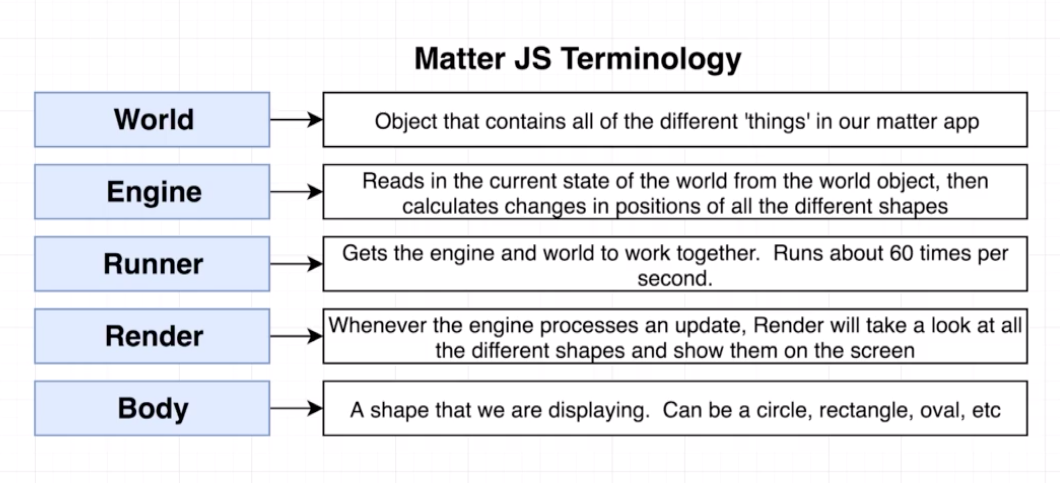 Matter JS Terminology
World
Object that contains all of the different 'things' in our matter app
Engine
Reads in the current state of the world from the world object, then
calculates changes in positions of all the different shapes
Runner
Gets the engine and world to work together.  Runs about 60 times per
second.
Render
Whenever the engine processes an update, Render will take a look at all
the different shapes and show them on the screen
Body
A shape that we are displaying.  Can be a circle, rectangle, oval, etc